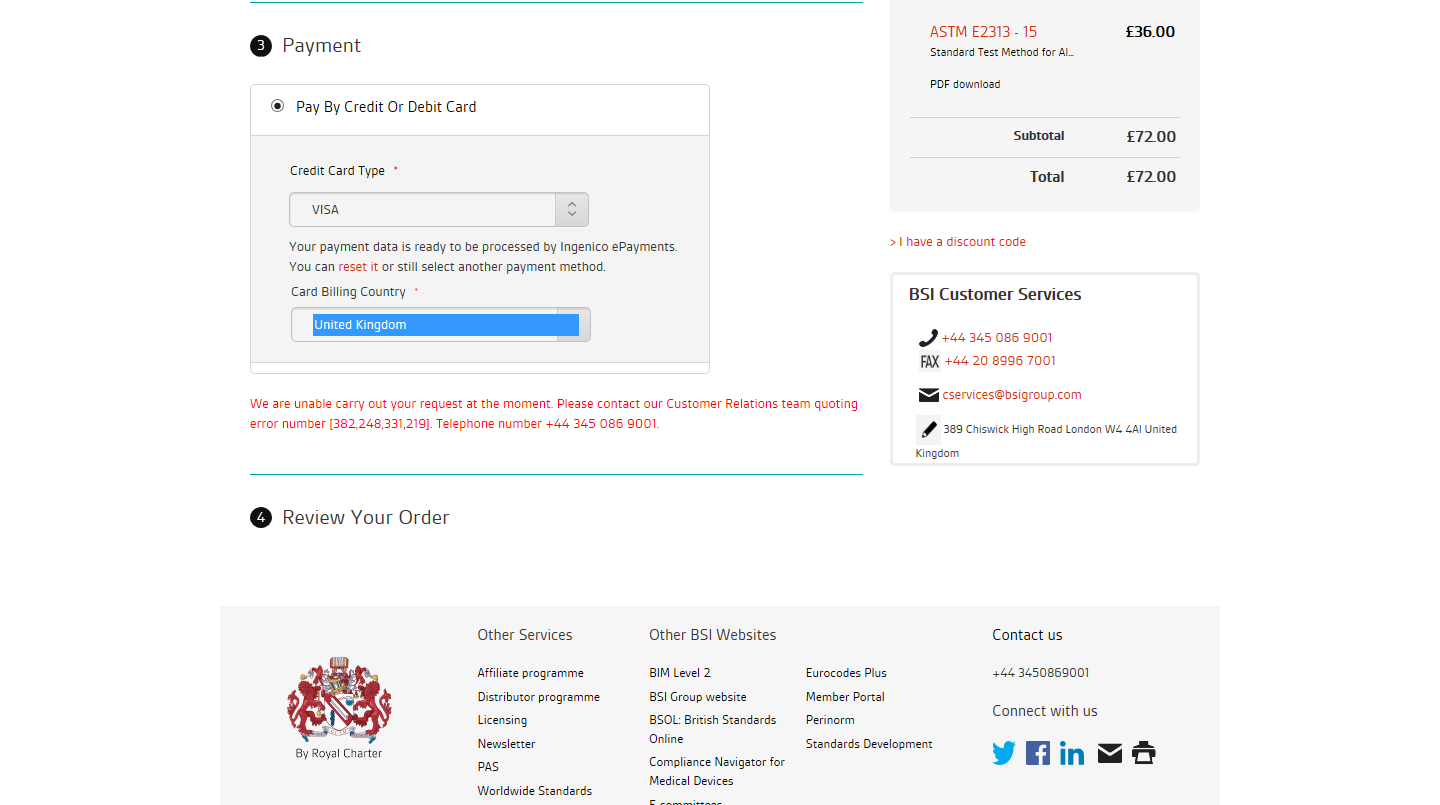 3 Payment
Pay By Credit Or Debit Card
Credit Card Type *
VISA
Your payment data is ready to be processed by Ingenico ePayments.
You can reset it or still select another payment method.
Card Billing Country *
United Kingdom
We are unable carry out your request at the moment. Please contact our Customer Relations team quoting
error number [382,248,331,219]. Telephone number +44 345 086 9001.
4 Review Your Order
ASTM E2313 - 15 £36.00
Standard Test Method for Al...
PDF download
Subtotal £72.00
Total £72.00
> I have a discount code
BSI Customer Services
+44 345 086 9001
FAX +44 20 8996 7001
cservices@bsigroup.com
389 Chiswick High Road London W4 4Al United
Kingdom
By Royal Charter
Other Services
Affiliate programme
Distributor programme
Licensing
Newsletter
PAS
Worldwide Standards
Other BSI Websites
BIM Level 2
BSI Group website
BSOL: British Standards
Online
Compliance Navigator for
Medical Devices
E-committees
Eurocodes Plus
Member Portal
Perinorm
Standards Development
Contact us
+44 3450869001
Connect with us